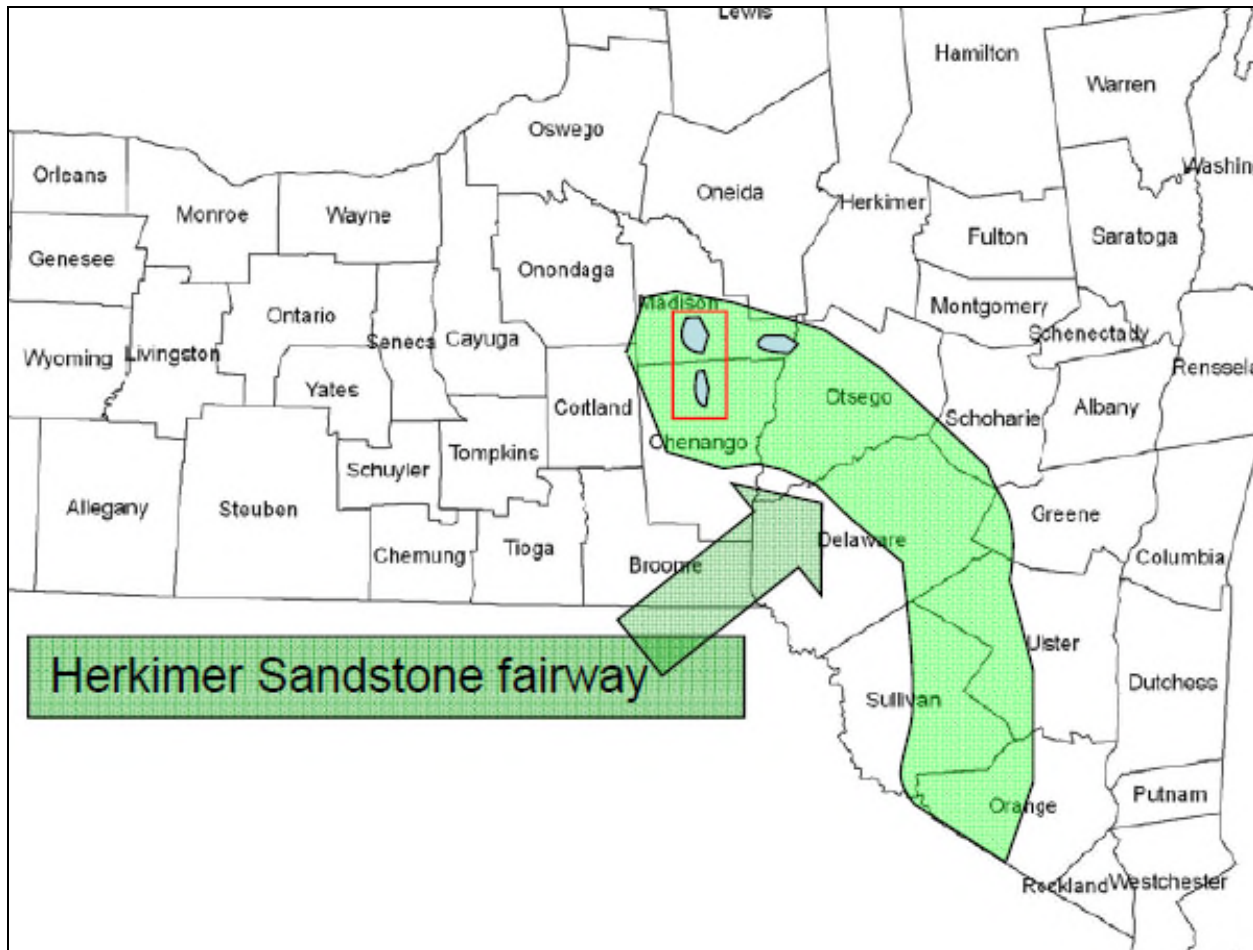 Lewis
Hamilton
Warren
Oswego
Orleans
Oneida
Washin
Herkimer
Monroe
Wayne
Fulton
Saratoga
Genesee
Onondaga
Madison
Montgomery
Ontario
Schenectady
Seneca
Cayuga
Wyoming
Livingston
Renssela
Yates
Otsego
Cortland
Schoharie
Albany
Chenango
Tompkins
Schuyler
Allegany
Steuben
Greene
Delaware
Tioga
Chemung
Columbia
Broome
Ulster
Herkimer Sandstone fairway
Dutchess
Sullivan
Putnam
Orange
Rockland
Westchester